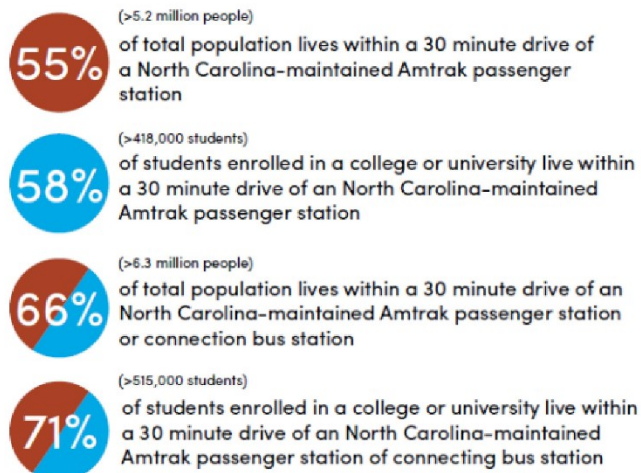 (>5.2 million people)
55%
of total population lives within a 30 minute drive of
a North Carolina-maintained Amtrak passenger
station
(>418,000 students)
58%
of students enrolled in a college or university live within
a 30 minute drive of an North Carolina-maintained
Amtrak passenger station
(>6.3 million people)
66%
of total population lives within a 30 minute drive of an
North Carolina-maintained Amtrak passenger station
or connection bus station
(>515,000 students)
71%
of students enrolled in a college or university live within
a 30 minute drive of an North Carolina-maintained
Amtrak passenger station of connecting bus station